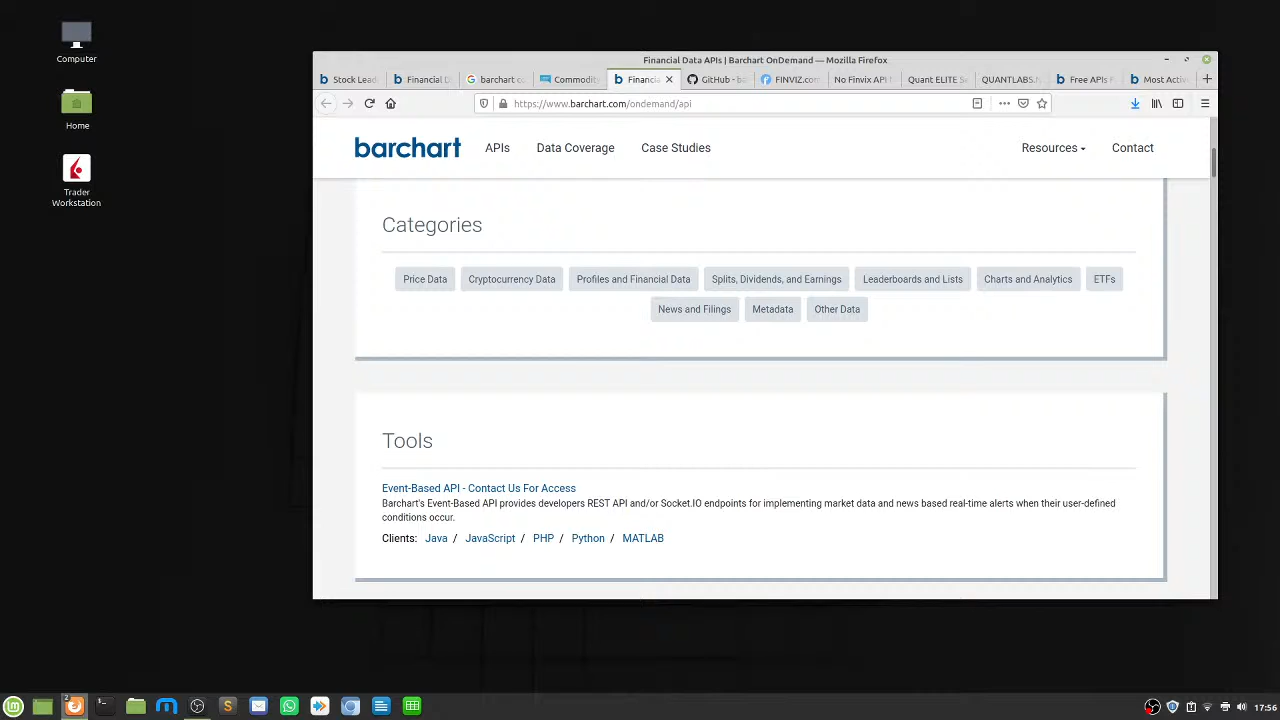 Computer
Home
Trader
Workstation
Financial Data APIs | Barchart OnDemand — Mozilla Firefox
Stock Lead
Financial D
barchart co
Commodity
Financia
GitHub - ba
FINVIZ.com
No Finvix API
Quant ELITE S
QUANTLABS.
Free APIs F
Most Activ
https://www.barchart.com/ondemand/api
barchart APIs Data Coverage Case Studies Resources Contact
Categories
Price Data Cryptocurrency Data Profiles and Financial Data Splits, Dividends, and Earnings Leaderboards and Lists Charts and Analytics ETFs
News and Filings Metadata Other Data
Tools
Event-Based API - Contact Us For Access
Barchart's Event-Based API provides developers REST API and/or Socket.IO endpoints for implementing market data and news based real-time alerts when their user-defined
conditions occur.
Clients: Java / JavaScript / PHP / Python / MATLAB
17:56